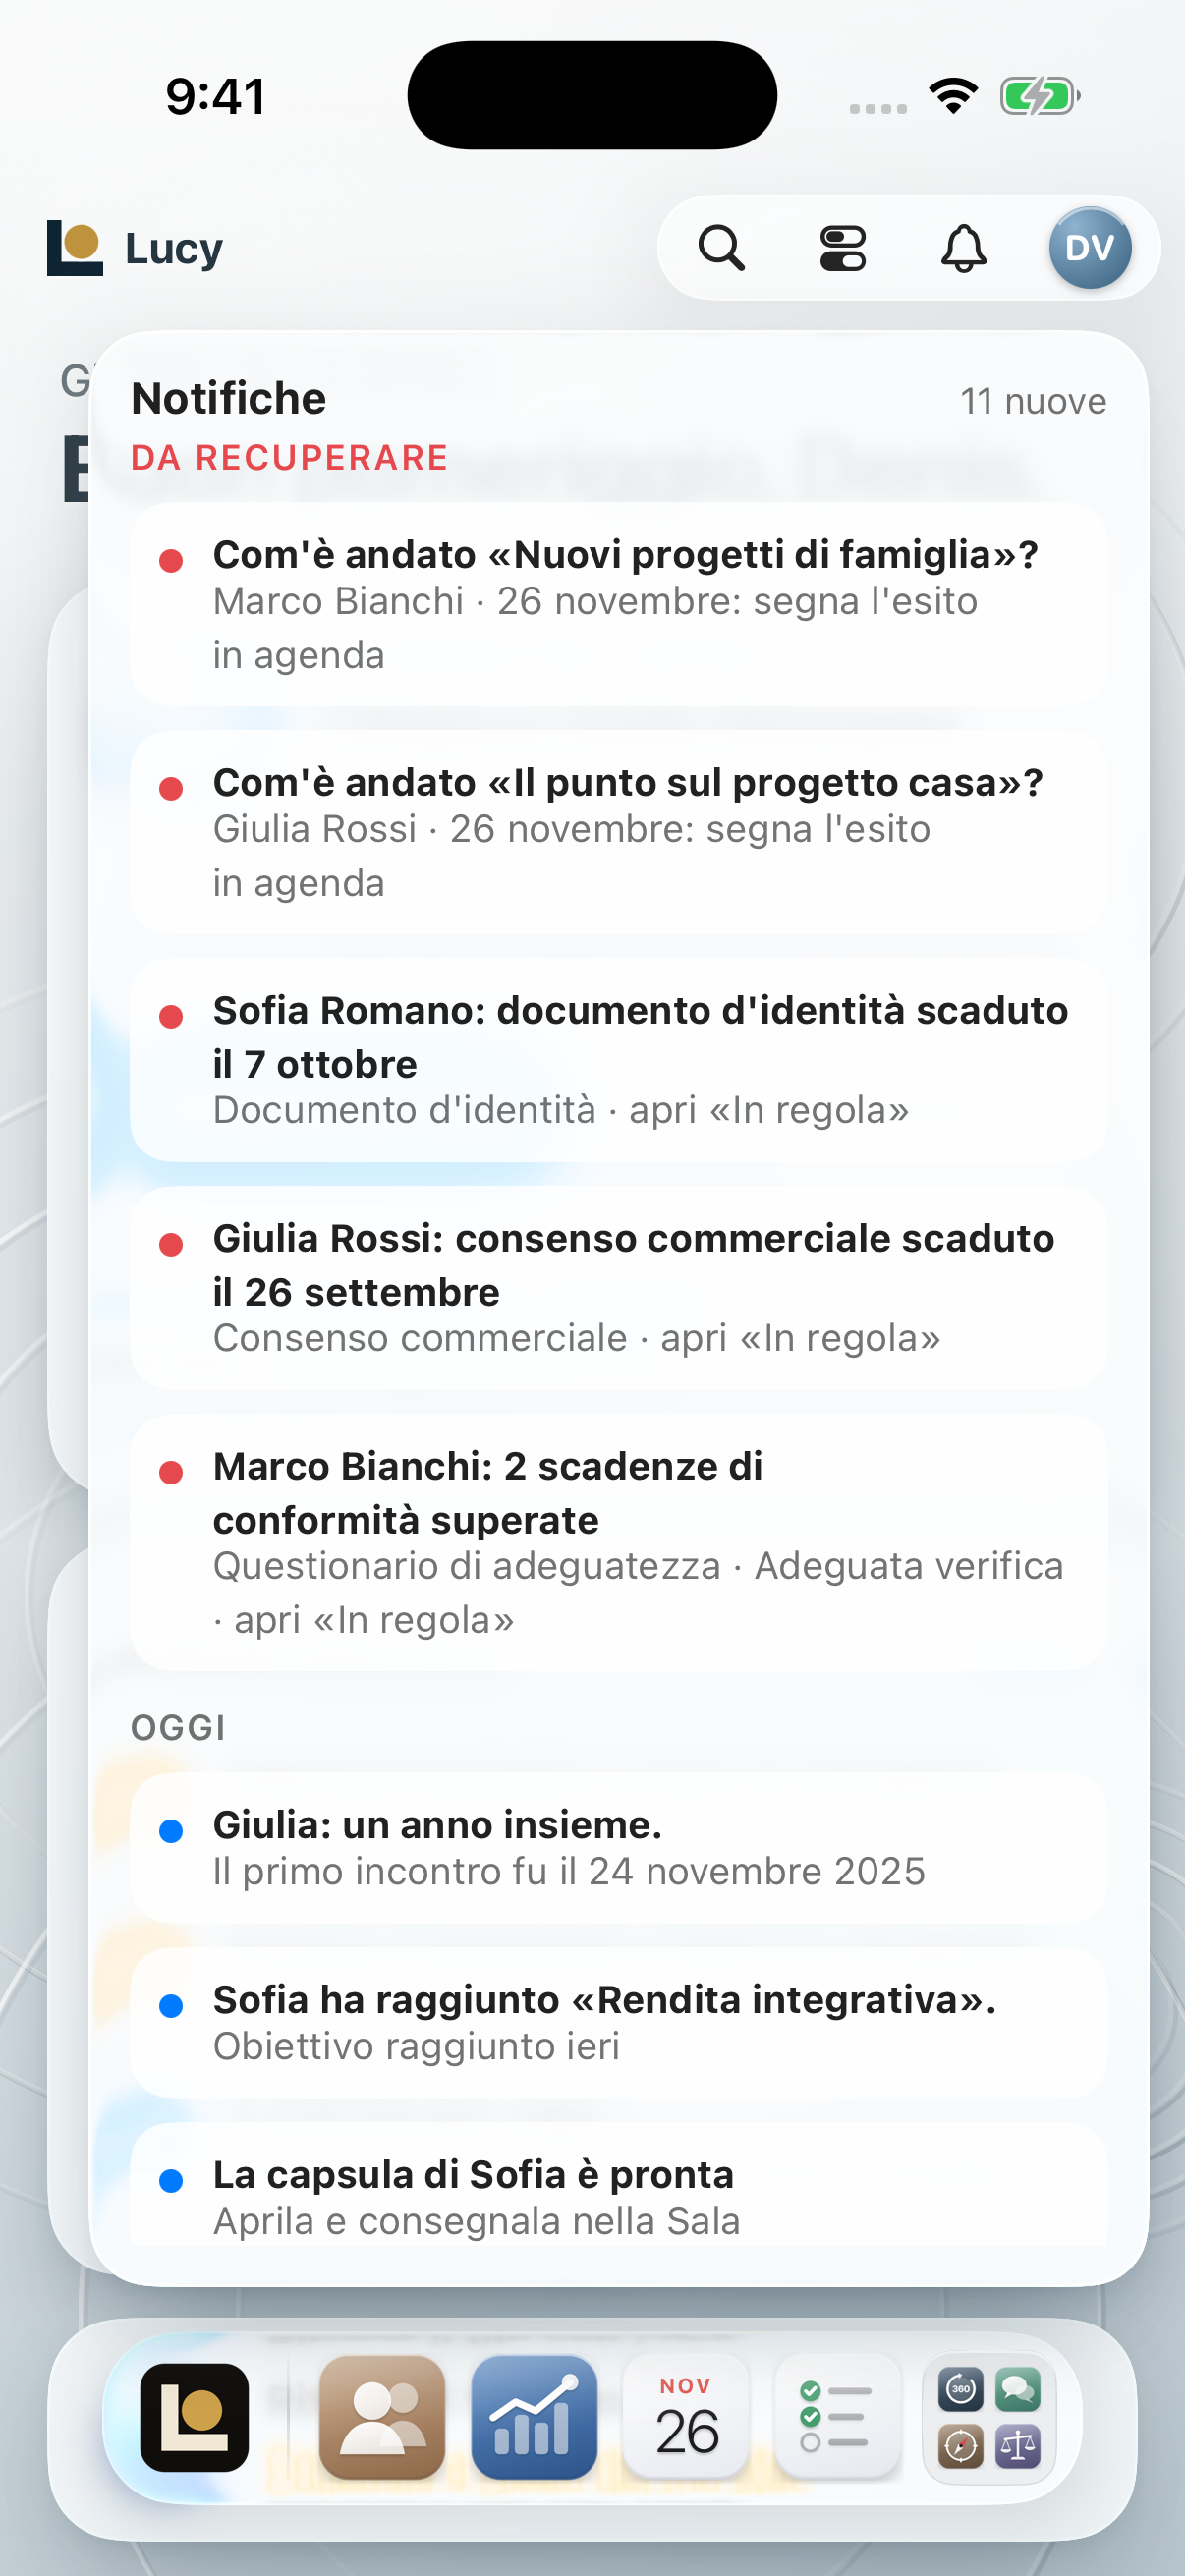 9:41
Lucy
DV
Notifiche
11 nuove
DA RECUPERARE
Com'è andato «Nuovi progetti di famiglia»?
Marco Bianchi · 26 novembre: segna l'esito
in agenda
Com'è andato «Il punto sul progetto casa»?
Giulia Rossi · 26 novembre: segna l'esito
in agenda
Sofia Romano: documento d'identità scaduto
il 7 ottobre
Documento d'identità · apri «In regola»
Giulia Rossi: consenso commerciale scaduto
il 26 settembre
Consenso commerciale · apri «In regola»
Marco Bianchi: 2 scadenze di
conformità superate
Questionario di adeguatezza · Adeguata verifica
· apri «In regola»
OGGI
Giulia: un anno insieme.
Il primo incontro fu il 24 novembre 2025
Sofia ha raggiunto «Rendita integrativa».
Obiettivo raggiunto ieri
La capsula di Sofia è pronta
Aprila e consegnala nella Sala
NOV
26
360